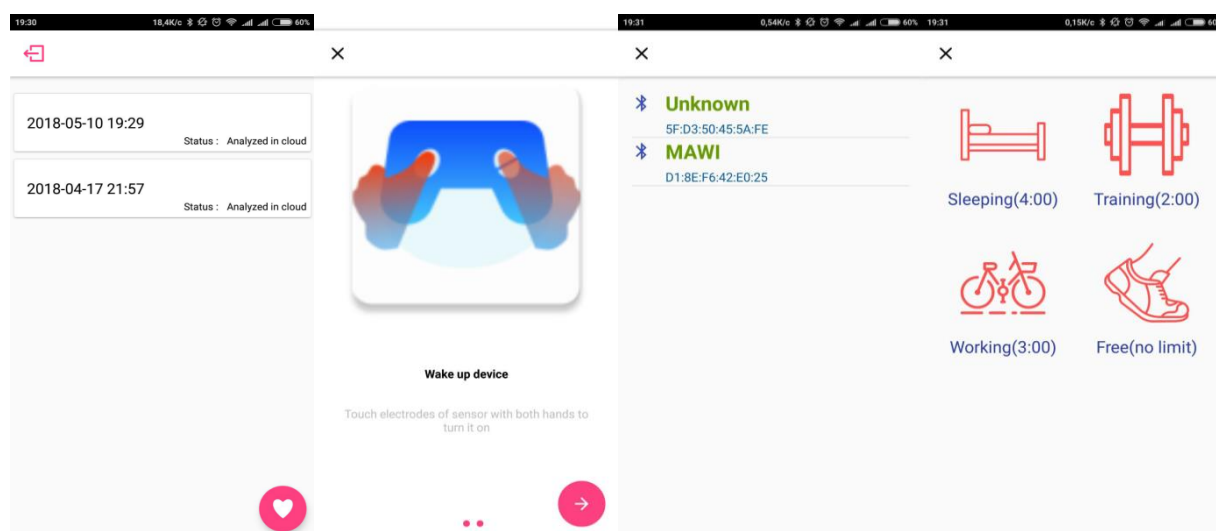 19:30 18,4K/c 60%
2018-05-10 19:29
Status : Analyzed in cloud
2018-04-17 21:57
Status : Analyzed in cloud
Wake up device
Touch electrodes of sensor with both hands to
turn it on
19:31 0,54K/c 60%
Unknown
5F:D3:50:45:5A:FE
MAWI
D1:8E:F6:42:E0:25
19:31 0,15K/c 60
Sleeping(4:00) Training(2:00)
Working(3:00) Free(no limit)